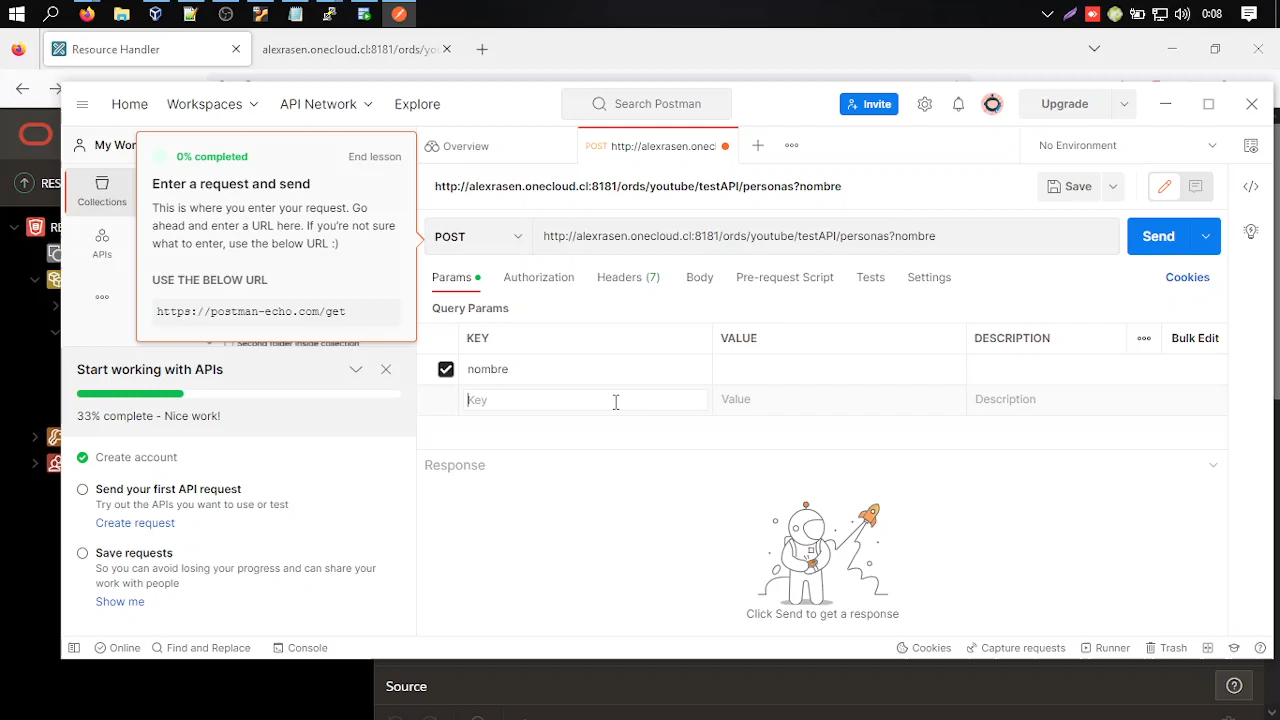 0:08
Resource Handler
alexrasen.onecloud.cl:8181/ords/yo
Home
Workspaces
API Network
Explore
Search Postman
Invite
Upgrade
My Wor
Overview
POST http://alexrasen.onecl
No Environment
0% completed
End lesson
Enter a request and send
This is where you enter your request. Go
ahead and enter a URL here. If you're not sure
what to enter, use the below URL :)
USE THE BELOW URL
https://postman-echo.com/get
RES
Collections
APIs
Second folder inside collection
http://alexrasen.onecloud.cl:8181/ords/youtube/testAPI/personas?nombre
Save
POST
http://alexrasen.onecloud.cl:8181/ords/youtube/testAPI/personas?nombre
Send
Params
Authorization
Headers (7)
Body
Pre-request Script
Tests
Settings
Cookies
Query Params
KEY
VALUE
DESCRIPTION
Bulk Edit
nombre
Key
Value
Description
Response
Click Send to get a response
Start working with APIs
33% complete - Nice work!
Create account
Send your first API request
Try out the APIs you want to use or test
Create request
Save requests
So you can avoid losing your progress and can share your
work with people
Show me
Online
Find and Replace
Console
Cookies
Capture requests
Runner
Trash
Source